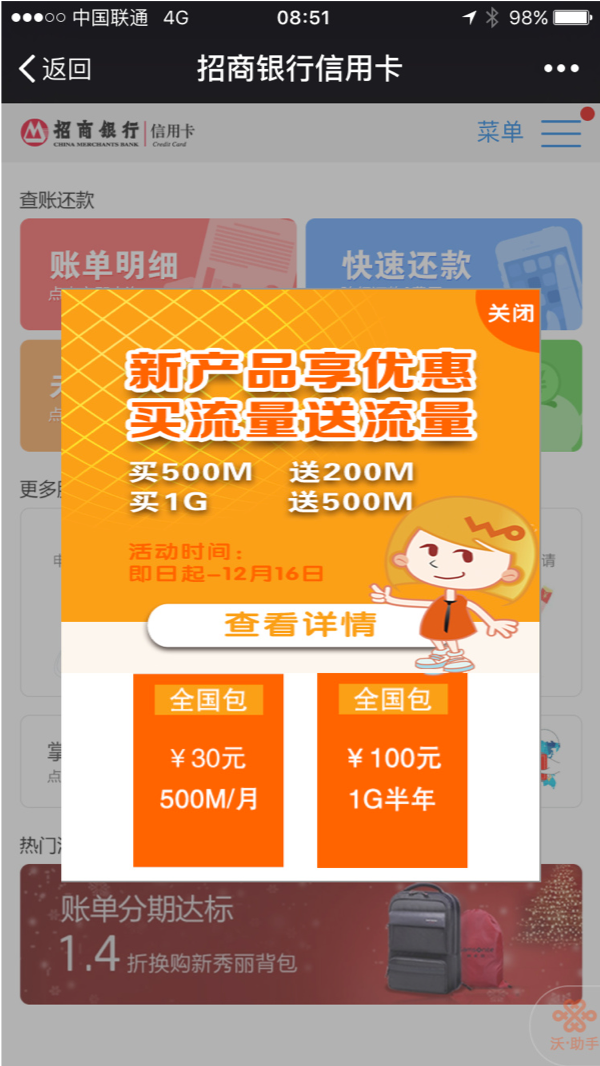 中国联通 4G 08:51 98%
返回 招商银行信用卡
招商银行 信用卡 菜单
CHINA MERCHANTS BANK Credit Card
查账还款
账单明细 快速还款
关闭
新产品享优惠
买流量送流量
买500M 送200M
买1G 送500M
wo
活动时间：
即日起-12月16日
查看详情
全国包 全国包
¥30元 ¥100元
500M/月 1G半年
更多
请
掌
点
热门
账单分期达标
1.4折换购新秀丽背包
沃·助手